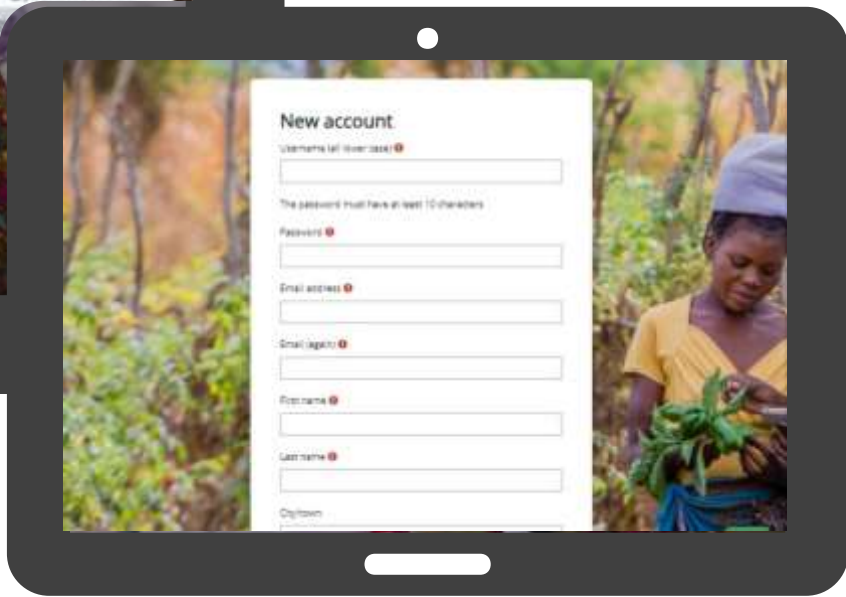 New account
Username (all lower case)
The password must have at least 10 characters
Password
Email address
Email (again)
First name
Last name
City/town